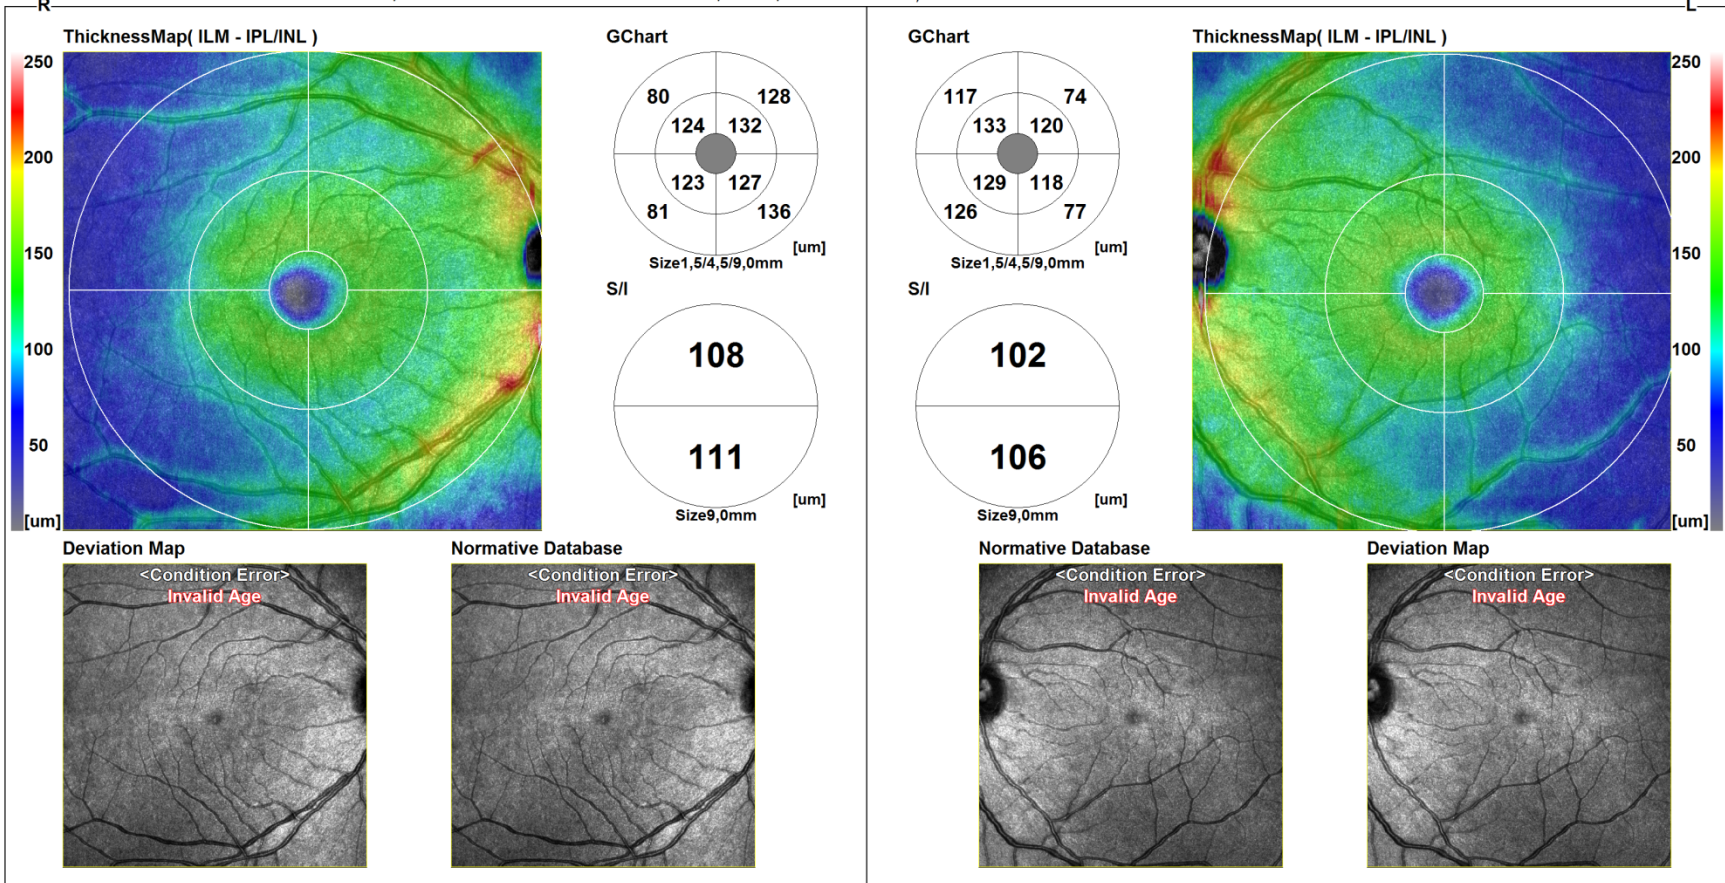 R
L
ThicknessMap( ILM - IPL/INL )
GChart
GChart
ThicknessMap( ILM - IPL/INL )
250
200
150
100
50
[um]
80 128
124 132
123 127
81 136
[um]
Size1,5/4,5/9,0mm
S/I
108
111
[um]
Size9,0mm
117 74
133 120
129 118
126 77
[um]
Size1,5/4,5/9,0mm
S/I
102
106
[um]
Size9,0mm
250
200
150
100
50
[um]
Deviation Map
Normative Database
Normative Database
Deviation Map
<Condition Error>
Invalid Age
<Condition Error>
Invalid Age
<Condition Error>
Invalid Age
<Condition Error>
Invalid Age